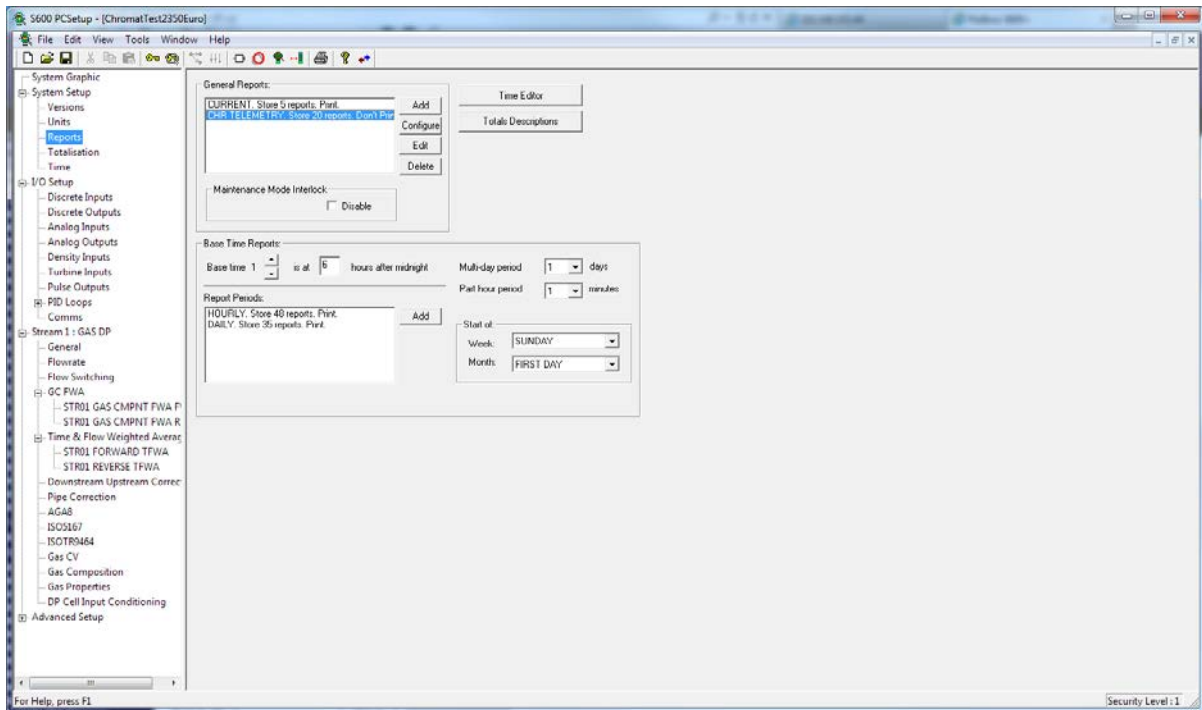 S600 PCSetup - [ChromatTest2350Euro]
File Edit View Tools Window Help
System Graphic
System Setup
Versions
Units
Reports
Totalisation
Time
I/O Setup
Discrete Inputs
Discrete Outputs
Analog Inputs
Analog Outputs
Density Inputs
Turbine Inputs
Pulse Outputs
PID Loops
Comms
Stream 1 : GAS DP
General
Flowrate
Flow Switching
GC FWA
STR01 GAS CMPNT FWA F
STR01 GAS CMPNT FWA R
Time & Flow Weighted Averag
STR01 FORWARD TFWA
STR01 REVERSE TFWA
Downstream Upstream Correc
Pipe Correction
AGA8
ISO5167
ISOTR9464
Gas CV
Gas Composition
Gas Properties
DP Cell Input Conditioning
Advanced Setup
General Reports:
CURRENT. Store 5 reports. Print.
CHR TELEMETRY. Store 20 reports. Don't Prin
Add
Configure
Edit
Delete
Maintenance Mode Interlock
Disable
Time Editor
Totals Descriptions
Base Time Reports:
Base time 1 is at 6 hours after midnight
Multi-day period 1 days
Part hour period 1 minutes
Report Periods:
HOURLY. Store 48 reports. Print.
DAILY. Store 35 reports. Print.
Add
Start of:
Week: SUNDAY
Month: FIRST DAY
For Help, press F1
Security Level : 1